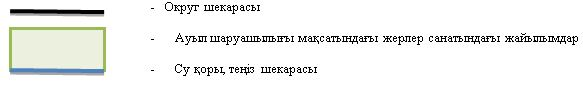 - Округ шекарасы
- Ауыл шаруашылығы мақсатындағы жерлер санатындағы жайылымдар
- Су қоры, теңіз шекарасы